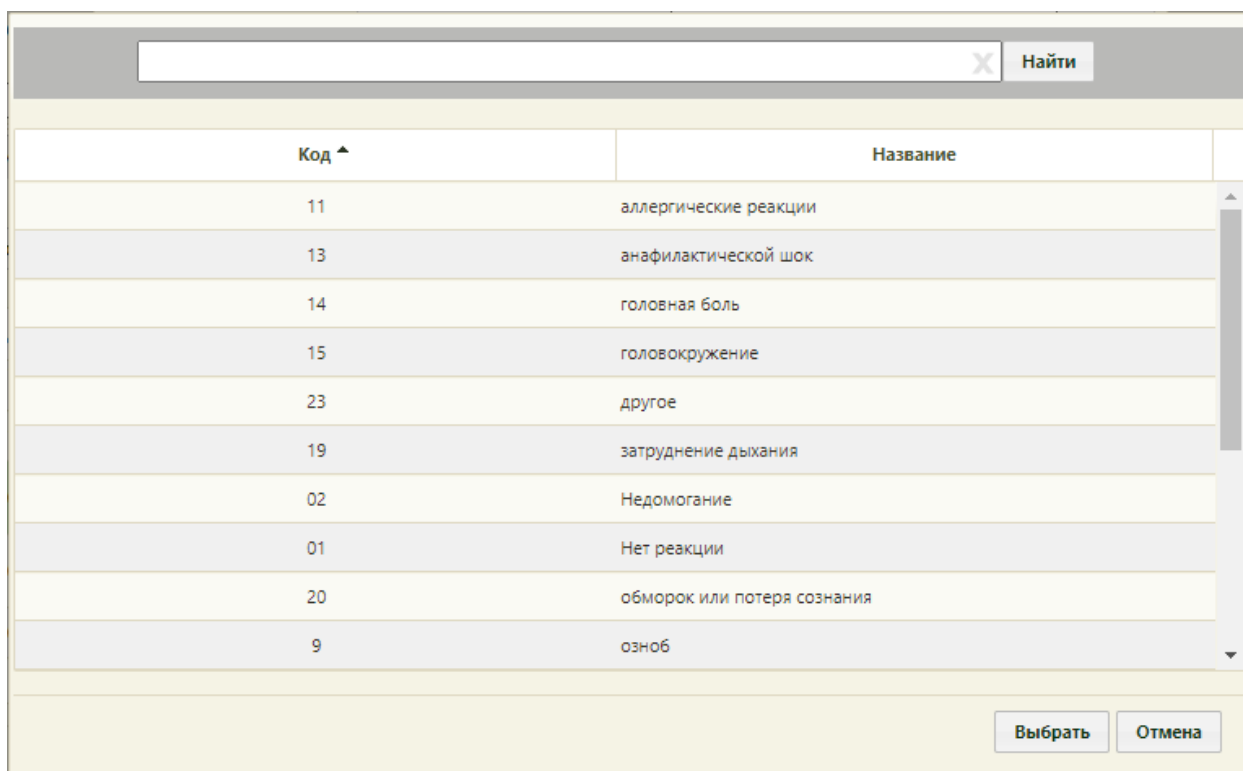 X Найти
Код Название
11 аллергические реакции
13 анафилактической шок
14 головная боль
15 головокружение
23 другое
19 затруднение дыхания
02 Недомогание
01 Нет реакции
20 обморок или потеря сознания
9 озноб
Выбрать Отмена